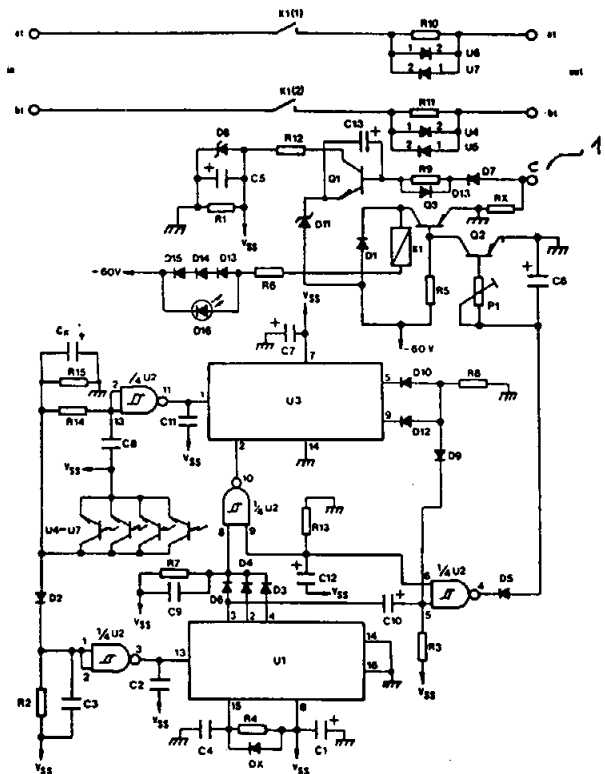 a1 K1(1) R10 a1
1 2 U6
2 1 U7
in out
b1 K1(2) R11 b1
1 2 U4
2 1 U5
C13 +
D8 R12 R9 D7 C 1
+ C5 Q1 D13 RX
R1 D11 Q3 Q2
VSS D1 K1
D15 D14 D13 R5 + C6
-60V R6 P1
D16 VSS -60V
Cx + + C7
R15 1/4 U2 7 D10 R8
2 11 1 U3 5
R14 13 C11 9 D12
C8 2 14 D9
VSS VSS 10
1/4 U2
U4-U7 8 9 R13
R7 D4 + 1/4 U2
D2 D6 D3 C12 6 4 D5
C9 VSS + 5
VSS 3 2 4 C10
1/4 U2 14 R3
1 3 13 U1
2 16 VSS
R2 C3 C2 15 8
VSS R4 +
C4 C1
VSS DX VSS